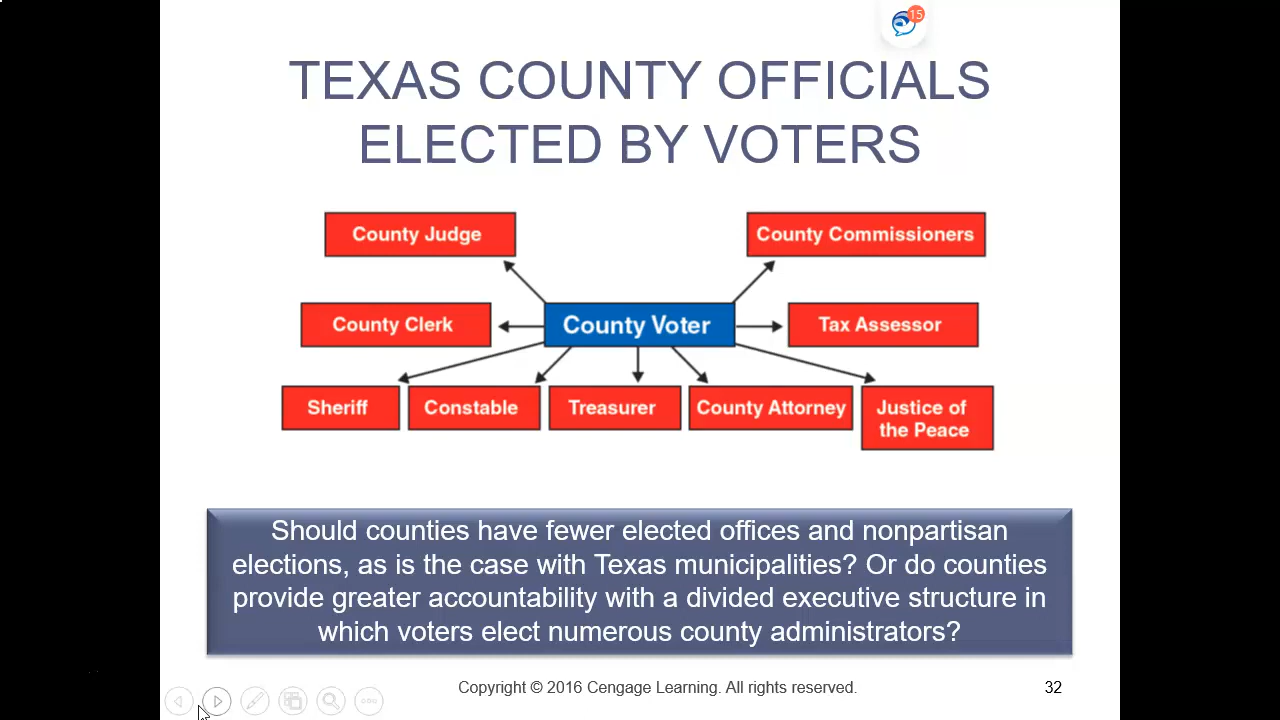 15
TEXAS COUNTY OFFICIALS
ELECTED BY VOTERS
County Judge
County Commissioners
County Clerk
County Voter
Tax Assessor
Sheriff
Constable
Treasurer
County Attorney
Justice of
the Peace
Should counties have fewer elected offices and nonpartisan
elections, as is the case with Texas municipalities? Or do counties
provide greater accountability with a divided executive structure in
which voters elect numerous county administrators?
Copyright © 2016 Cengage Learning. All rights reserved.
32